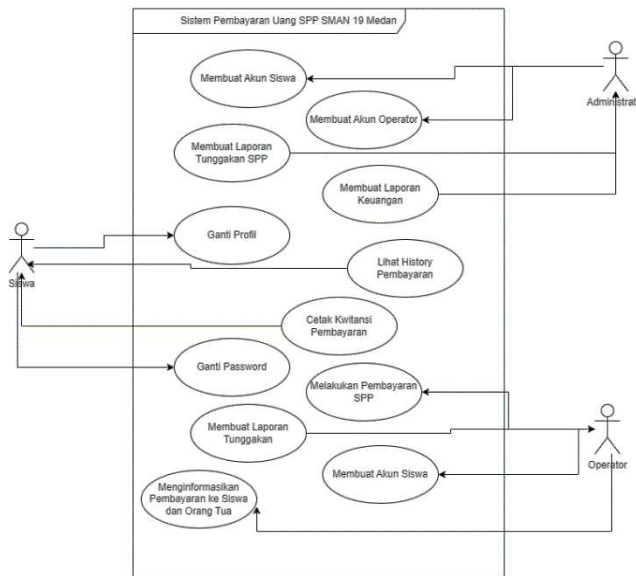 Sistem Pembayaran Uang SPP SMAN 19 Medan
Membuat Akun Siswa
Administrat
Membuat Akun Operator
Membuat Laporan
Tunggakan SPP
Membuat Laporan
Keuangan
Ganti Profil
Siswa
Lihat History
Pembayaran
Cetak Kwitansi
Pembayaran
Ganti Password
Melakukan Pembayaran
SPP
Membuat Laporan
Tunggakan
Operator
Membuat Akun Siswa
Menginformasikan
Pembayaran ke Siswa
dan Orang Tua